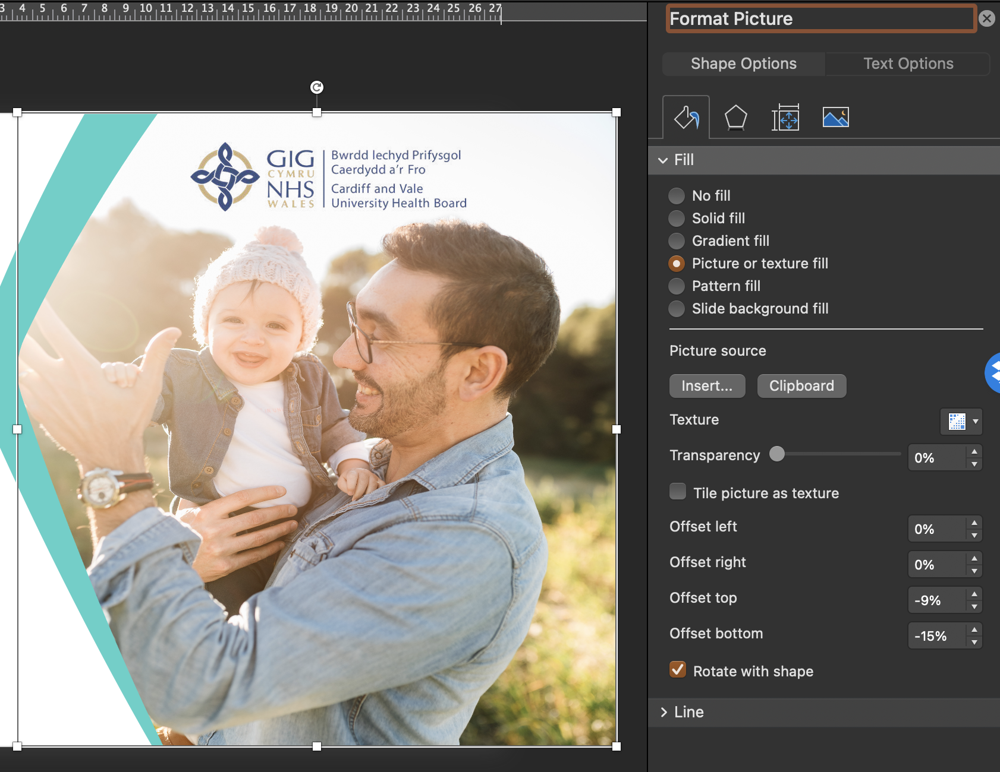 3 4 5 6 7 8 9 10 11 12 13 14 15 16 17 18 19 20 21 22 23 24 25 26 27
GIG
CYMRU
NHS
WALES
Bwrdd Iechyd Prifysgol
Caerdydd a'r Fro
Cardiff and Vale
University Health Board
Format Picture
Shape Options Text Options
Fill
No fill
Solid fill
Gradient fill
Picture or texture fill
Pattern fill
Slide background fill
Picture source
Insert... Clipboard
Texture
Transparency 0%
Tile picture as texture
Offset left 0%
Offset right 0%
Offset top -9%
Offset bottom -15%
Rotate with shape
Line